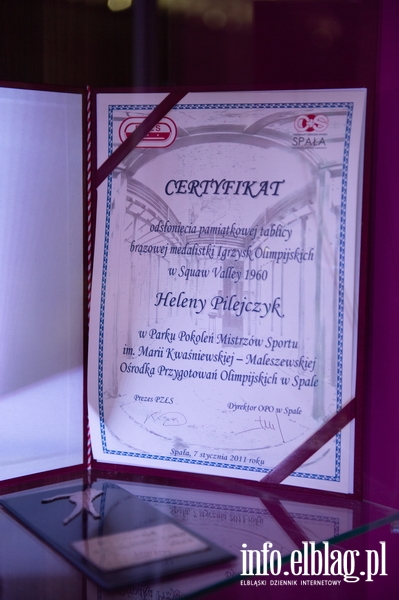 SPAŁA
CERTYFIKAT
odsłonięcia pamiątkowej tablicy
brązowej medalistki Igrzysk Olimpijskich
w Squaw Valley 1960
Heleny Pilejczyk
w Parku Pokoleń Mistrzów Sportu
im. Marii Kwaśniewskiej – Maleszewskiej
Ośrodka Przygotowań Olimpijskich w Spale
Prezes PZŁS
Dyrektor OPO w Spale
Spała, 7 stycznia 2011 roku
info.elblag.pl
ELBLĄSKI DZIENNIK INTERNETOWY